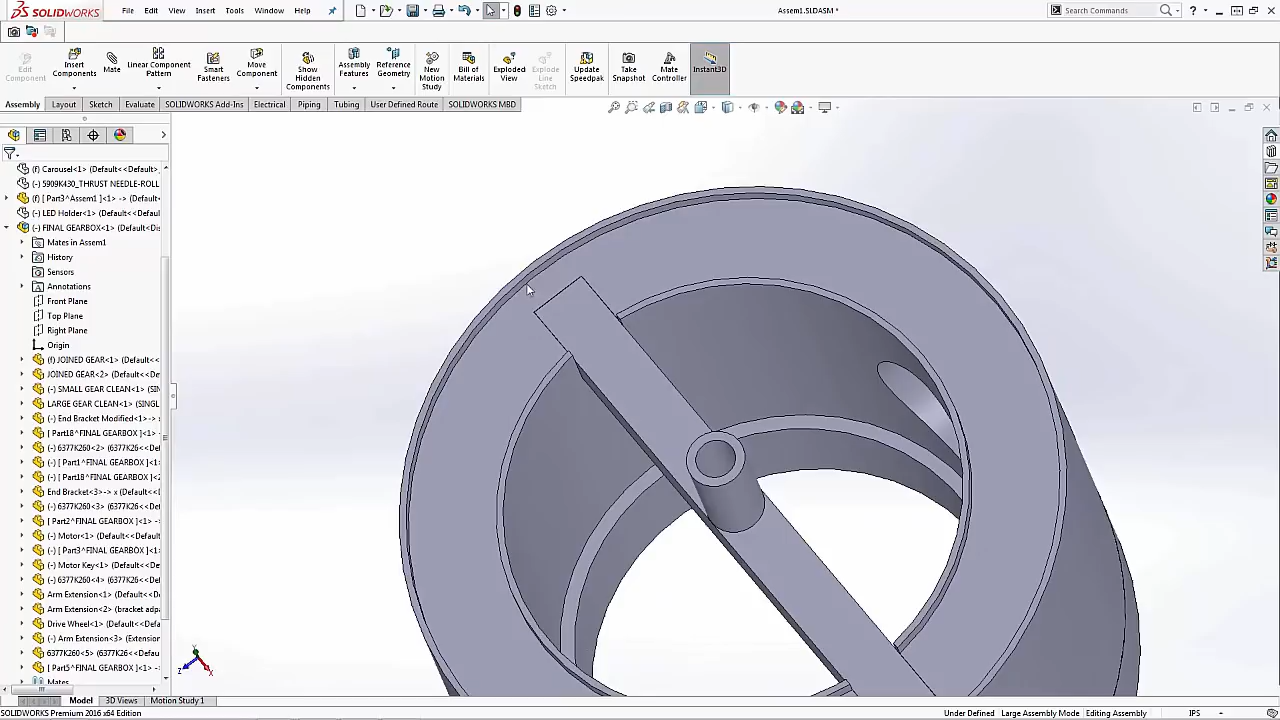 SOLIDWORKS File Edit View Insert Tools Window Help Assem1.SLDASM * Search Commands
Edit Component Insert Components Mate Linear Component Pattern Smart Fasteners Move Component Show Hidden Components Assembly Features Reference Geometry New Motion Study Bill of Materials Exploded View Explode Line Sketch Update Speedpak Take Snapshot Mate Controller Instant3D
Assembly Layout Sketch Evaluate SOLIDWORKS Add-Ins Electrical Piping Tubing User Defined Route SOLIDWORKS MBD
(f) Carousel<1> (Default<<Default>
(-) 5909K430_THRUST NEEDLE-ROLL
(f) [ Part3^Assem1 ]<1> -> (Default<
(-) LED Holder<1> (Default<<Defaul
(-) FINAL GEARBOX<1> (Default<Dis
Mates in Assem1
History
Sensors
Annotations
Front Plane
Top Plane
Right Plane
Origin
(f) JOINED GEAR<1> (Default<<
JOINED GEAR<2> (Default<<De
(-) SMALL GEAR CLEAN<1> (SIN
LARGE GEAR CLEAN<1> (SINGL
(-) End Bracket Modified<1>->
[ Part18^FINAL GEARBOX ]<1>
(-) 6377K260<2> (6377K26<<De
(-) [ Part1^FINAL GEARBOX ]<1
(-) [ Part18^FINAL GEARBOX ]<
End Bracket<3>-> x (Default<<
(-) 6377K260<3> (6377K26<<De
[ Part2^FINAL GEARBOX ]<1> ->
(-) Motor<1> (Default<<Defaul
(-) [ Part3^FINAL GEARBOX ]<1
(-) Motor Key<1> (Default<<De
(-) 6377K260<4> (6377K26<<De
Arm Extension<1> (Default<<D
Arm Extension<2> (bracket adp
Drive Wheel<1> (Default<<Def
(-) Arm Extension<3> (Extension
6377K260<5> (6377K26<<Defa
[ Part5^FINAL GEARBOX ]<1> ->
Mates
Y
Z X
Model 3D Views Motion Study 1
SOLIDWORKS Premium 2016 x64 Edition Under Defined Large Assembly Mode Editing Assembly IPS